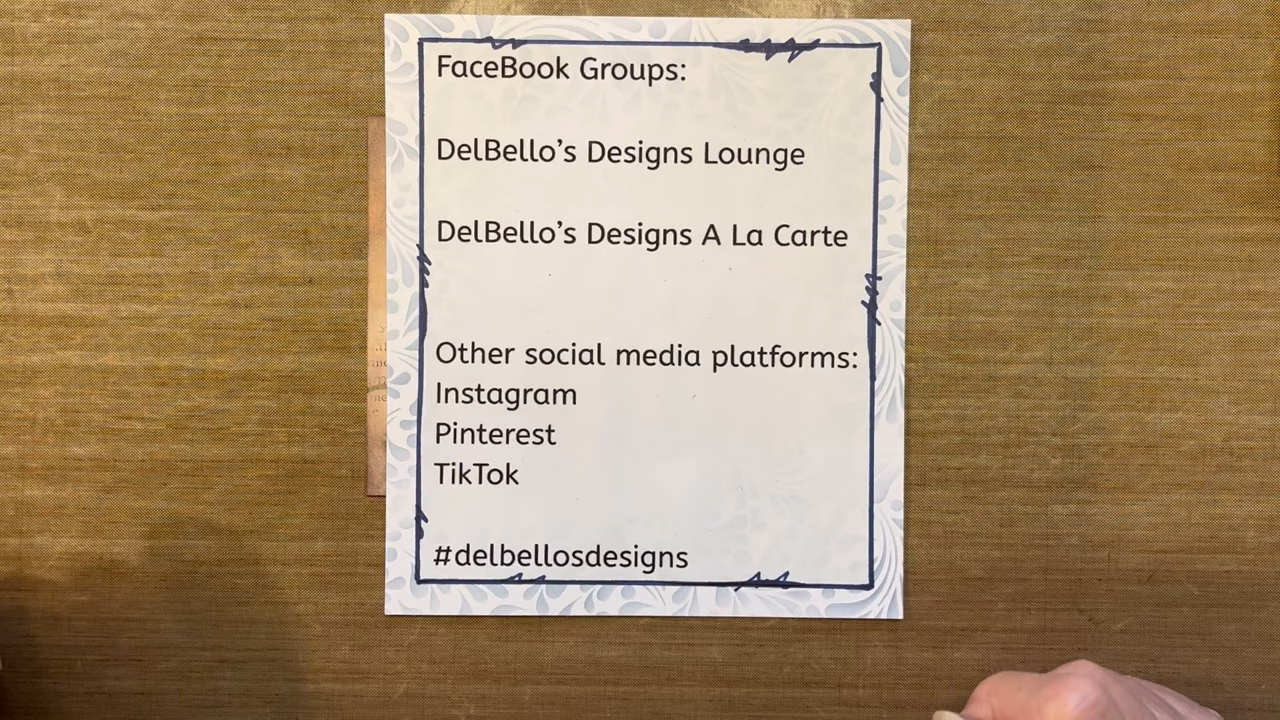 FaceBook Groups:
DelBello’s Designs Lounge
DelBello’s Designs A La Carte
Other social media platforms:
Instagram
Pinterest
TikTok
#delbellosdesigns